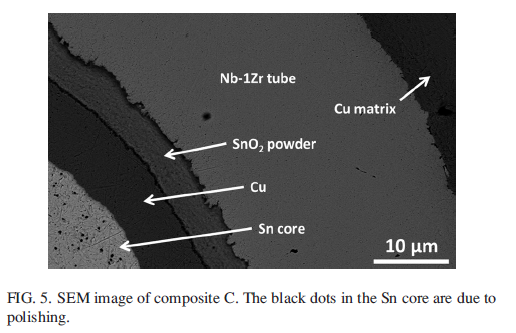 Nb-1Zr tube
Cu matrix
SnO₂ powder
Cu
Sn core
10 µm
FIG. 5. SEM image of composite C. The black dots in the Sn core are due to
polishing.